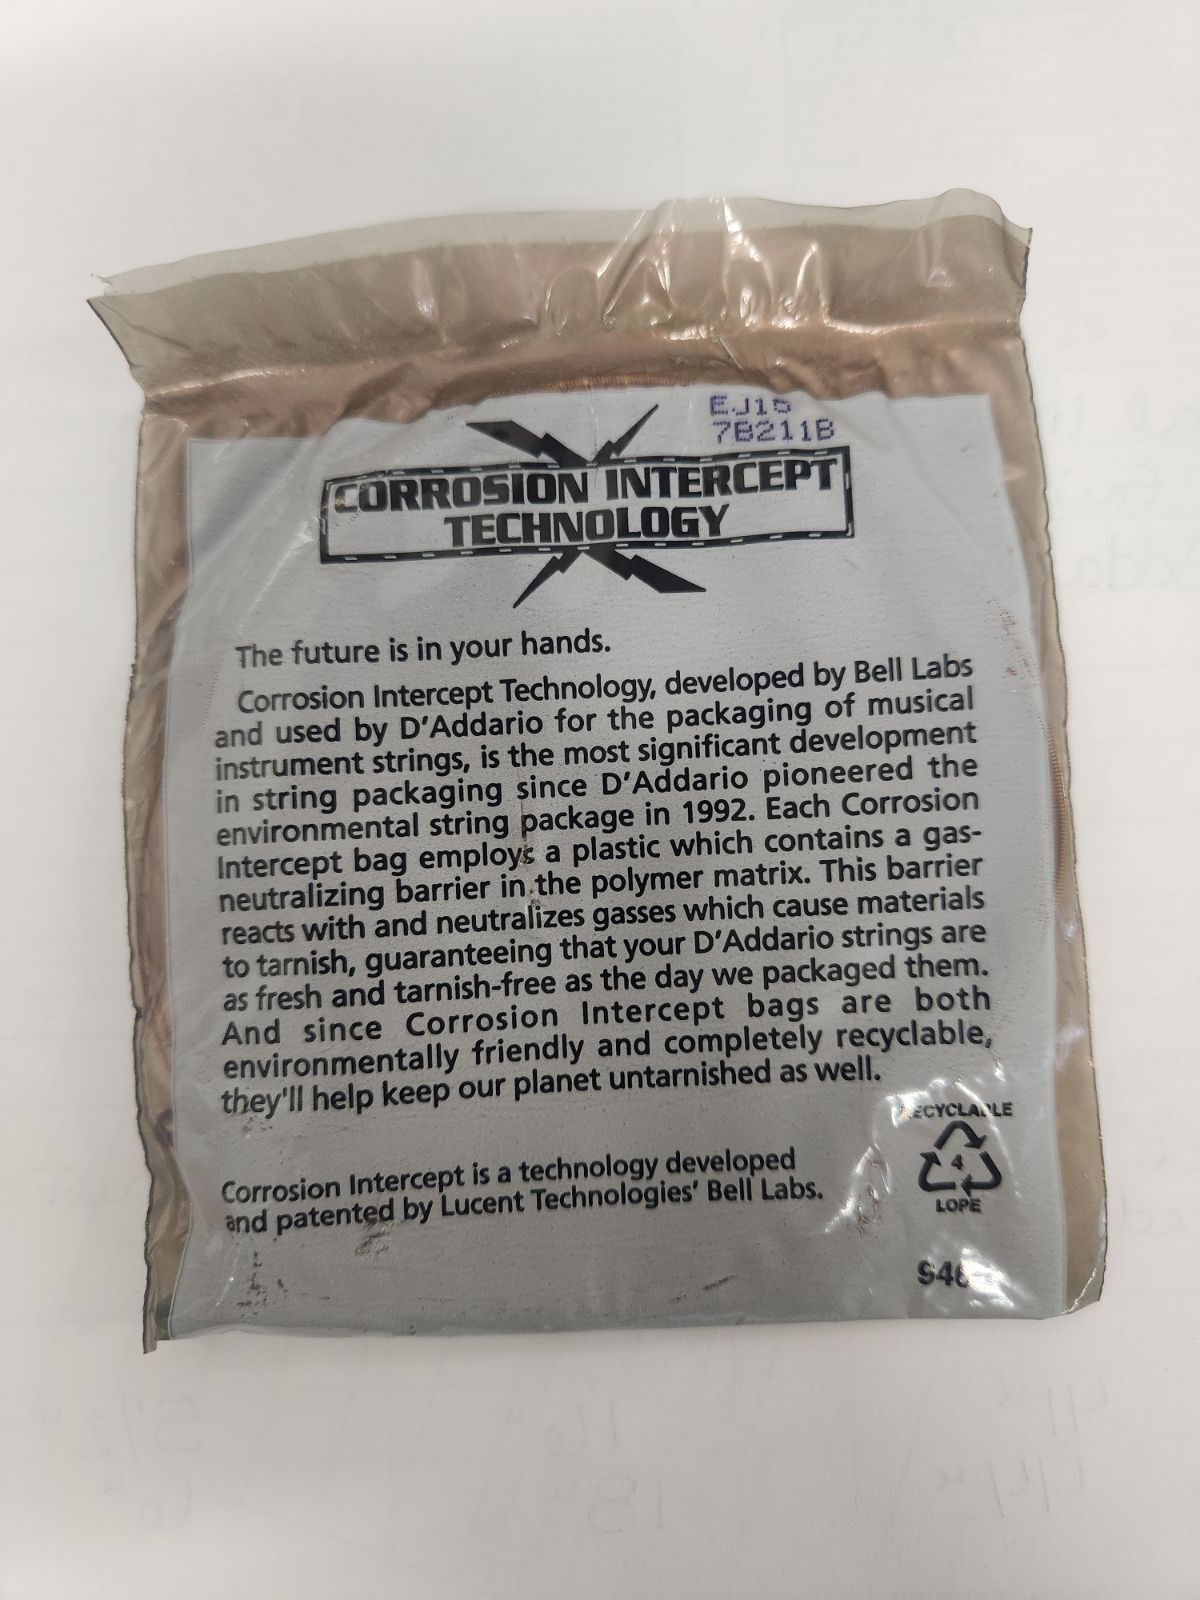 EJ15
7B211B
CORROSION INTERCEPT
TECHNOLOGY
The future is in your hands.
Corrosion Intercept Technology, developed by Bell Labs
and used by D'Addario for the packaging of musical
instrument strings, is the most significant development
in string packaging since D'Addario pioneered the
environmental string package in 1992. Each Corrosion
Intercept bag employs a plastic which contains a gas-
neutralizing barrier in the polymer matrix. This barrier
reacts with and neutralizes gasses which cause materials
to tarnish, guaranteeing that your D'Addario strings are
as fresh and tarnish-free as the day we packaged them.
And since Corrosion Intercept bags are both
environmentally friendly and completely recyclable,
they'll help keep our planet untarnished as well.
RECYCLABLE
4
LDPE
Corrosion Intercept is a technology developed
and patented by Lucent Technologies' Bell Labs.